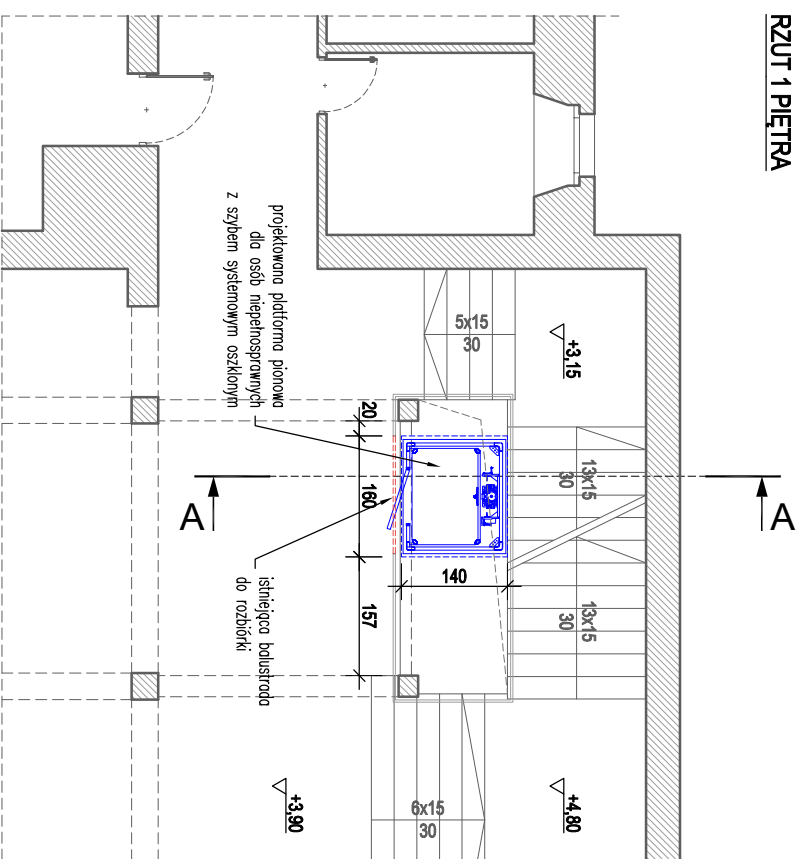 RZUT 1 PIĘTRA
5x15
30
+3,15
projektowana platforma pionowa
dla osób niepełnosprawnych
z szybem systemowym oszklonym
20
160
157
140
13x15
30
13x15
30
A
A
istniejąca balustrada
do rozbiórki
6x15
30
+4,80
+3,90